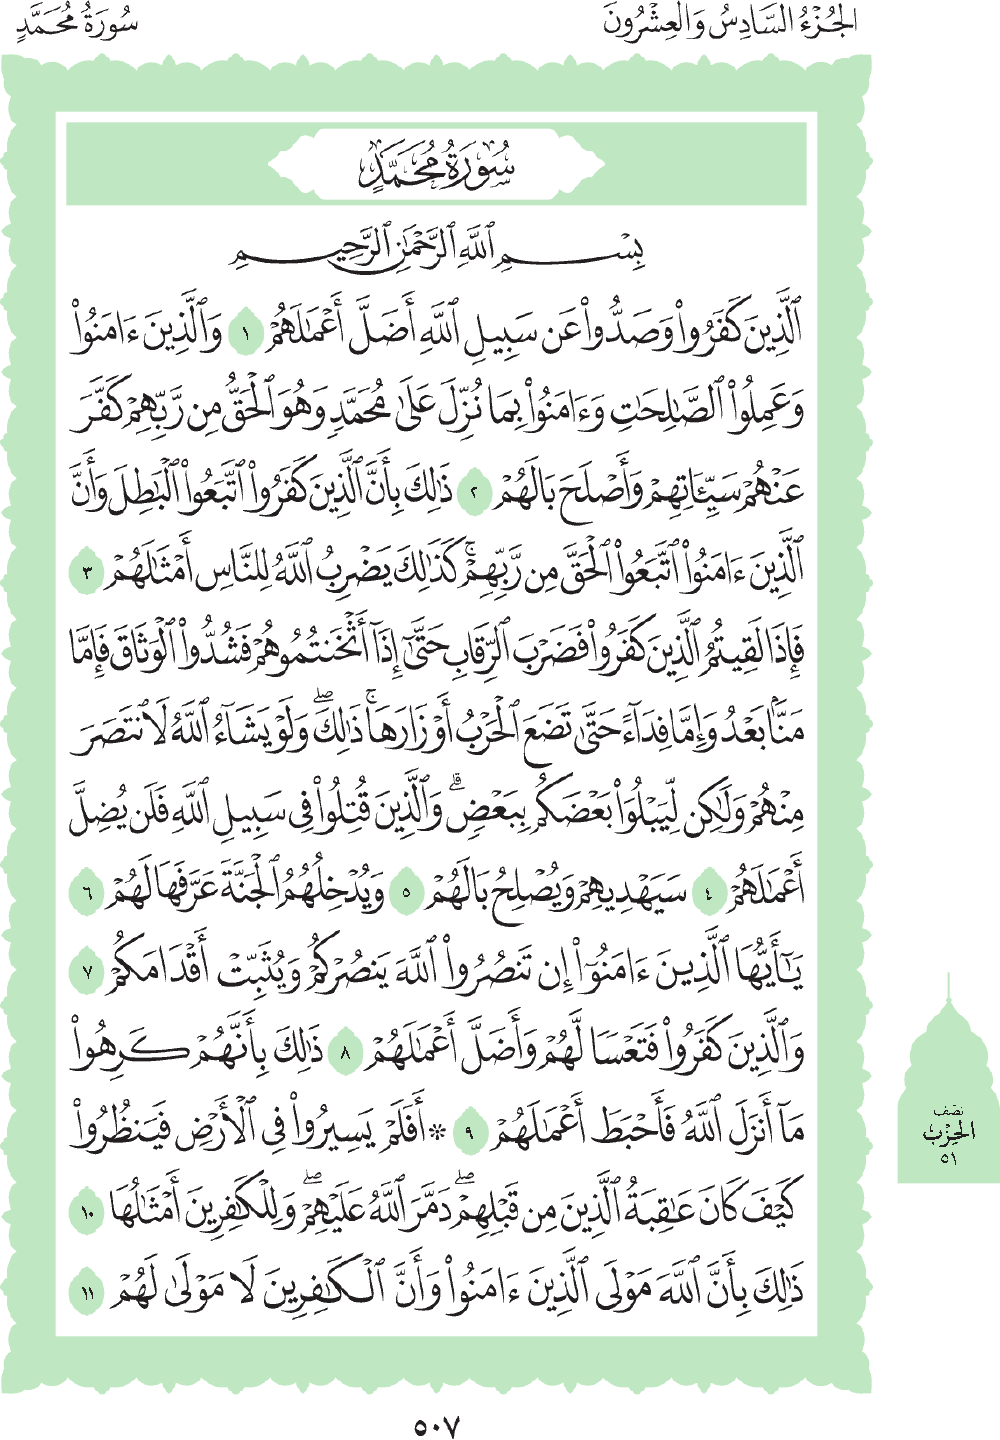 الجُزْءُ السَّادِسُ وَالعِشْرُونَ
سُورَةُ مُحَمَّدٍ
سُورَةُ مُحَمَّدٍ
بِسْمِ ٱللَّهِ ٱلرَّحْمَٰنِ ٱلرَّحِيمِ
ٱلَّذِينَ كَفَرُواْ وَصَدُّواْ عَن سَبِيلِ ٱللَّهِ أَضَلَّ أَعْمَٰلَهُمْ ١ وَٱلَّذِينَ ءَامَنُواْ
وَعَمِلُواْ ٱلصَّٰلِحَٰتِ وَءَامَنُواْ بِمَا نُزِّلَ عَلَىٰ مُحَمَّدٖ وَهُوَ ٱلْحَقُّ مِن رَّبِّهِمْ كَفَّرَ
عَنْهُمْ سَيِّـَٔاتِهِمْ وَأَصْلَحَ بَالَهُمْ ٢ ذَٰلِكَ بِأَنَّ ٱلَّذِينَ كَفَرُواْ ٱتَّبَعُواْ ٱلْبَٰطِلَ وَأَنَّ
ٱلَّذِينَ ءَامَنُواْ ٱتَّبَعُواْ ٱلْحَقَّ مِن رَّبِّهِمْۚ كَذَٰلِكَ يَضْرِبُ ٱللَّهُ لِلنَّاسِ أَمْثَٰلَهُمْ ٣
فَإِذَا لَقِيتُمُ ٱلَّذِينَ كَفَرُواْ فَضَرْبَ ٱلرِّقَابِ حَتَّىٰٓ إِذَآ أَثْخَنتُمُوهُمْ فَشُدُّواْ ٱلْوَثَاقَ فَإِمَّا
مَنَّۢا بَعْدُ وَإِمَّا فِدَآءً حَتَّىٰ تَضَعَ ٱلْحَرْبُ أَوْزَارَهَاۚ ذَٰلِكَۖ وَلَوْ يَشَآءُ ٱللَّهُ لَٱنتَصَرَ
مِنْهُمْ وَلَٰكِن لِّيَبْلُوَاْ بَعْضَكُم بِبَعْضٖۗ وَٱلَّذِينَ قُتِلُواْ فِي سَبِيلِ ٱللَّهِ فَلَن يُضِلَّ
أَعْمَٰلَهُمْ ٤ سَيَهْدِيهِمْ وَيُصْلِحُ بَالَهُمْ ٥ وَيُدْخِلُهُمُ ٱلْجَنَّةَ عَرَّفَهَا لَهُمْ ٦
يَٰٓأَيُّهَا ٱلَّذِينَ ءَامَنُوٓاْ إِن تَنصُرُواْ ٱللَّهَ يَنصُرْكُمْ وَيُثَبِّتْ أَقْدَامَكُمْ ٧
وَٱلَّذِينَ كَفَرُواْ فَتَعْسٗا لَّهُمْ وَأَضَلَّ أَعْمَٰلَهُمْ ٨ ذَٰلِكَ بِأَنَّهُمْ كَرِهُواْ
مَآ أَنزَلَ ٱللَّهُ فَأَحْبَطَ أَعْمَٰلَهُمْ ٩ ۞ أَفَلَمْ يَسِيرُواْ فِي ٱلْأَرْضِ فَيَنظُرُواْ
كَيْفَ كَانَ عَٰقِبَةُ ٱلَّذِينَ مِن قَبْلِهِمْۖ دَمَّرَ ٱللَّهُ عَلَيْهِمْۖ وَلِلْكَٰفِرِينَ أَمْثَٰلُهَا ١٠
ذَٰلِكَ بِأَنَّ ٱللَّهَ مَوْلَى ٱلَّذِينَ ءَامَنُواْ وَأَنَّ ٱلْكَٰفِرِينَ لَا مَوْلَىٰ لَهُمْ ١١
نصف
الحِزْب
٥١
٥٠٧